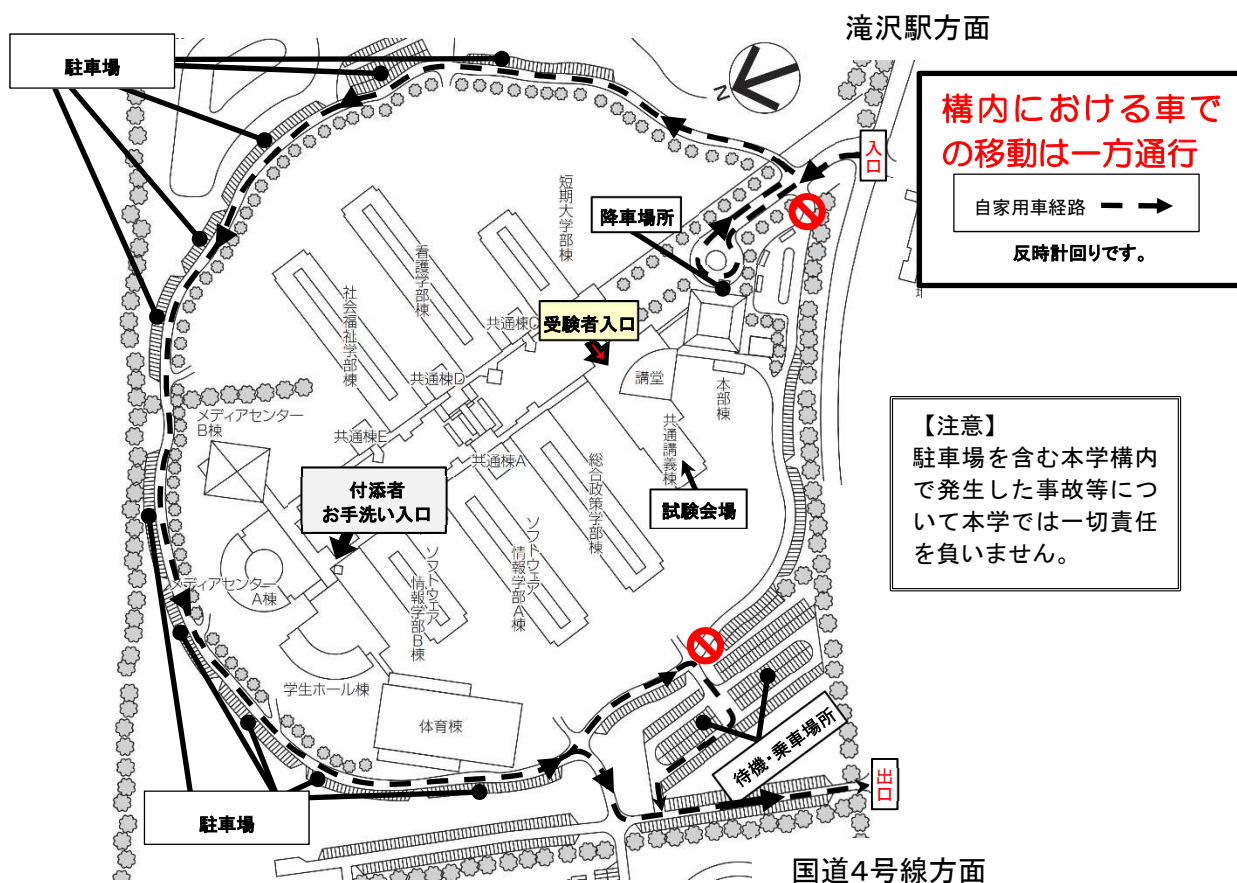 滝沢駅方面
駐車場
N
構内における車で
の移動は一方通行
自家用車経路
反時計回りです。
入口
降車場所
短期大学部棟
看護学部棟
社会福祉学部棟
共通棟C
受験者入口
共通棟D
講堂
本部棟
メディアセンター
B棟
共通棟E
共通棟A
総合政策学部棟
共通講義棟
試験会場
付添者
お手洗い入口
ソフトウェア
情報学部A棟
ソフトウェア
情報学部B棟
メディアセンター
A棟
学生ホール棟
体育棟
【注意】
駐車場を含む本学構内
で発生した事故等につ
いて本学では一切責任
を負いません。
待機・乗車場所
出口
駐車場
国道4号線方面